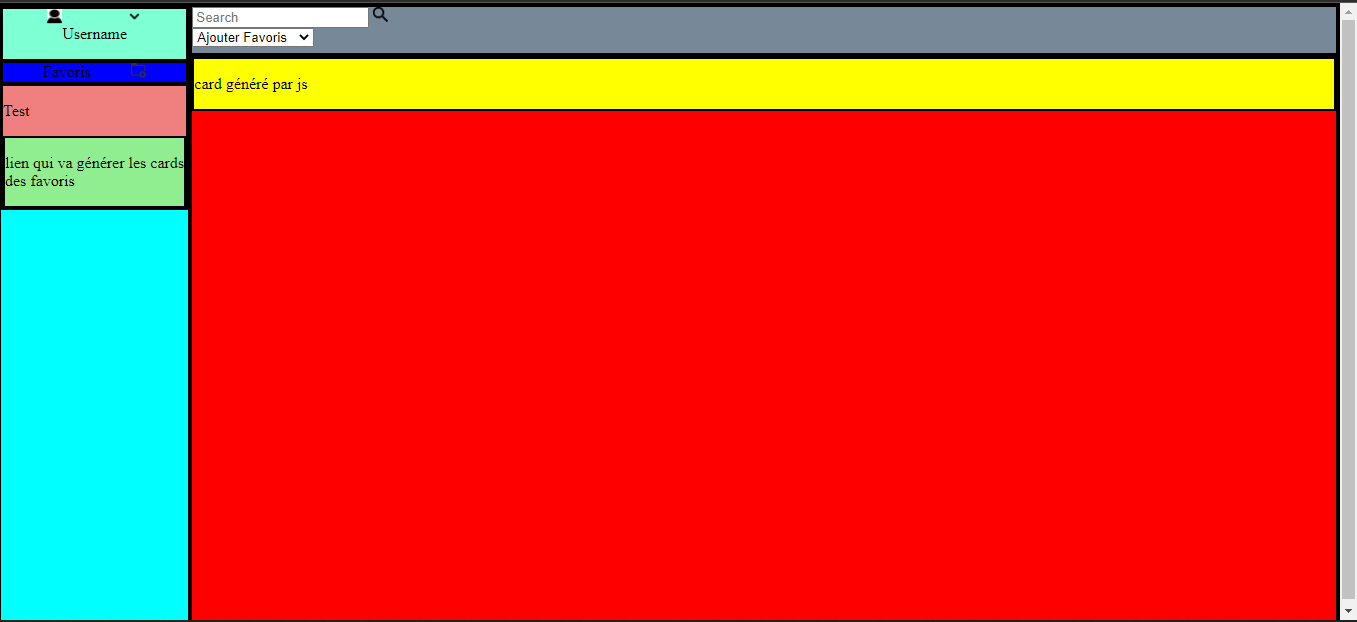 Username
Favoris
Test
lien qui va générer les cards
des favoris
Search
Ajouter Favoris
card généré par js